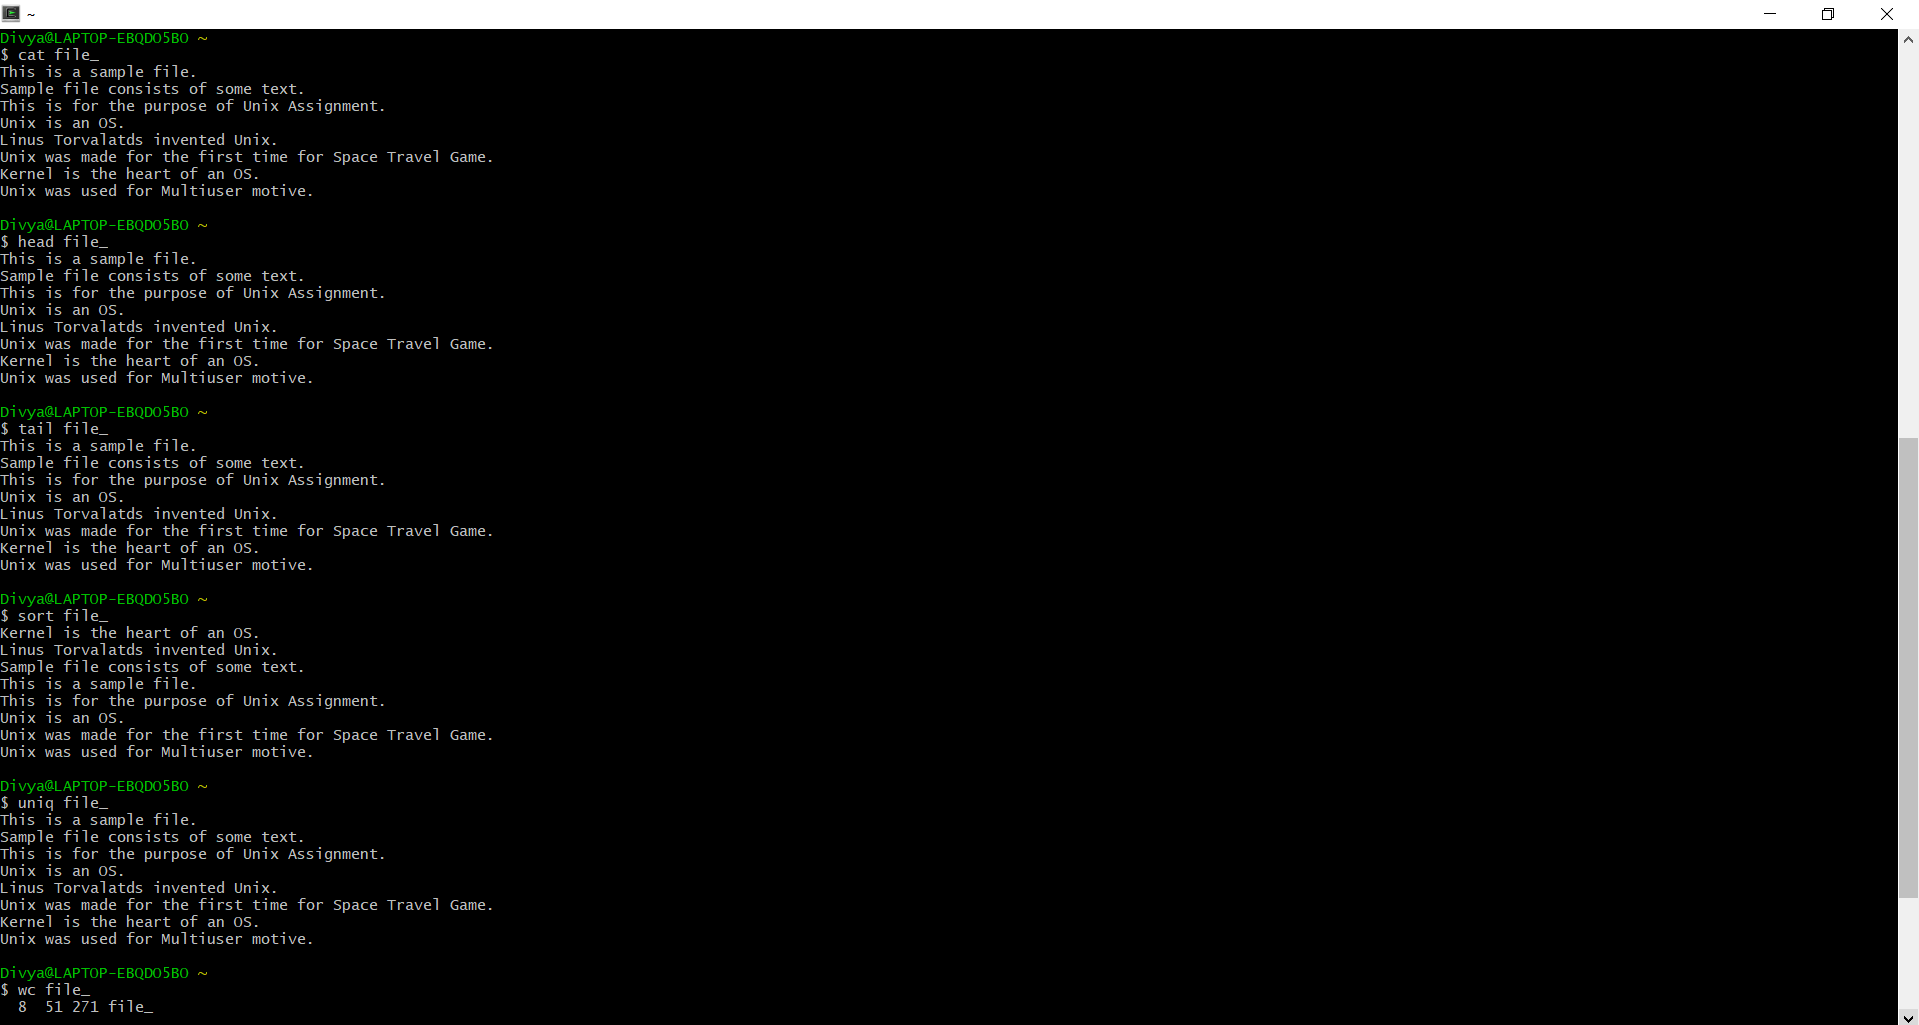 ~
Divya@LAPTOP-EBQDO5BO ~
$ cat file_
This is a sample file.
Sample file consists of some text.
This is for the purpose of Unix Assignment.
Unix is an OS.
Linus Torvalatds invented Unix.
Unix was made for the first time for Space Travel Game.
Kernel is the heart of an OS.
Unix was used for Multiuser motive.
Divya@LAPTOP-EBQDO5BO ~
$ head file_
This is a sample file.
Sample file consists of some text.
This is for the purpose of Unix Assignment.
Unix is an OS.
Linus Torvalatds invented Unix.
Unix was made for the first time for Space Travel Game.
Kernel is the heart of an OS.
Unix was used for Multiuser motive.
Divya@LAPTOP-EBQDO5BO ~
$ tail file_
This is a sample file.
Sample file consists of some text.
This is for the purpose of Unix Assignment.
Unix is an OS.
Linus Torvalatds invented Unix.
Unix was made for the first time for Space Travel Game.
Kernel is the heart of an OS.
Unix was used for Multiuser motive.
Divya@LAPTOP-EBQDO5BO ~
$ sort file_
Kernel is the heart of an OS.
Linus Torvalatds invented Unix.
Sample file consists of some text.
This is a sample file.
This is for the purpose of Unix Assignment.
Unix is an OS.
Unix was made for the first time for Space Travel Game.
Unix was used for Multiuser motive.
Divya@LAPTOP-EBQDO5BO ~
$ uniq file_
This is a sample file.
Sample file consists of some text.
This is for the purpose of Unix Assignment.
Unix is an OS.
Linus Torvalatds invented Unix.
Unix was made for the first time for Space Travel Game.
Kernel is the heart of an OS.
Unix was used for Multiuser motive.
Divya@LAPTOP-EBQDO5BO ~
$ wc file_
  8  51 271 file_